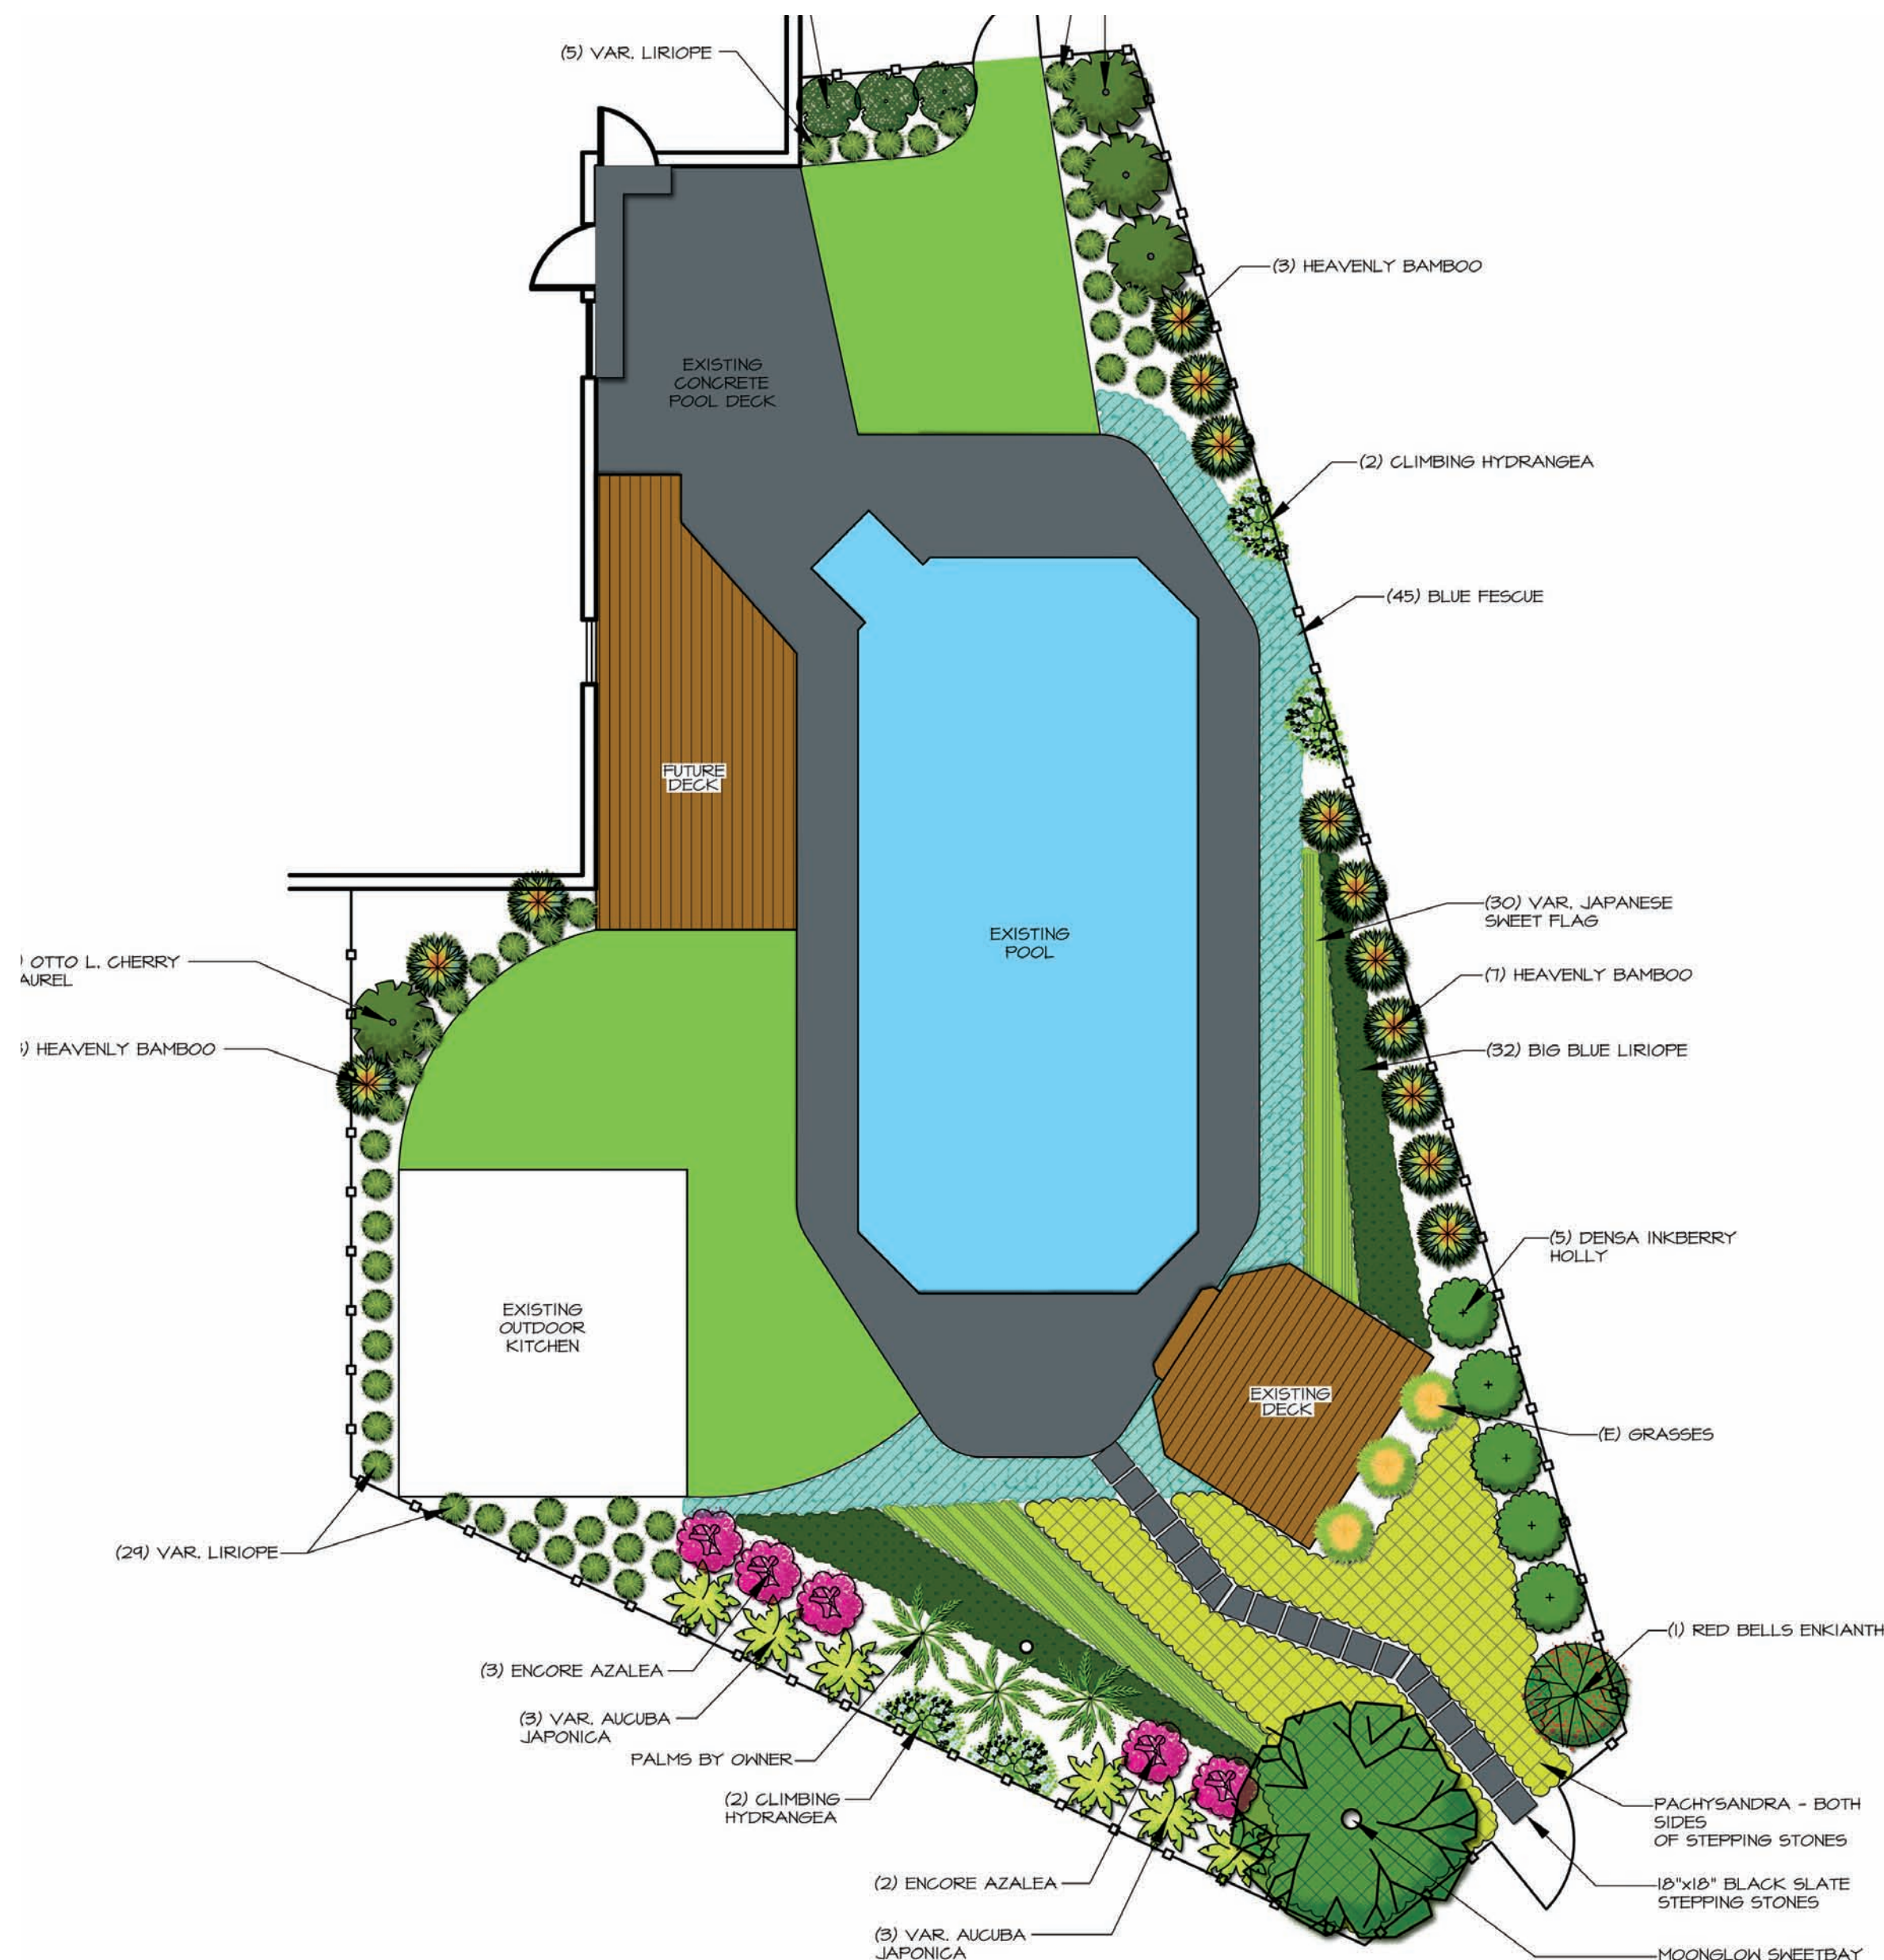 (5) VAR. LIRIOPE
(3) HEAVENLY BAMBOO
EXISTING
CONCRETE
POOL DECK
(2) CLIMBING HYDRANGEA
(45) BLUE FESCUE
FUTURE
DECK
(30) VAR. JAPANESE
SWEET FLAG
EXISTING
POOL
) OTTO L. CHERRY
AUREL
(7) HEAVENLY BAMBOO
) HEAVENLY BAMBOO
(32) BIG BLUE LIRIOPE
(5) DENSA INKBERRY
HOLLY
EXISTING
OUTDOOR
KITCHEN
EXISTING
DECK
(E) GRASSES
(29) VAR. LIRIOPE
(1) RED BELLS ENKIANTH
(3) ENCORE AZALEA
(3) VAR. AUCUBA
JAPONICA
PALMS BY OWNER
(2) CLIMBING
HYDRANGEA
PACHYSANDRA - BOTH
SIDES
OF STEPPING STONES
(2) ENCORE AZALEA
18"x18" BLACK SLATE
STEPPING STONES
(3) VAR. AUCUBA
JAPONICA
MOONGLOW SWEETBAY